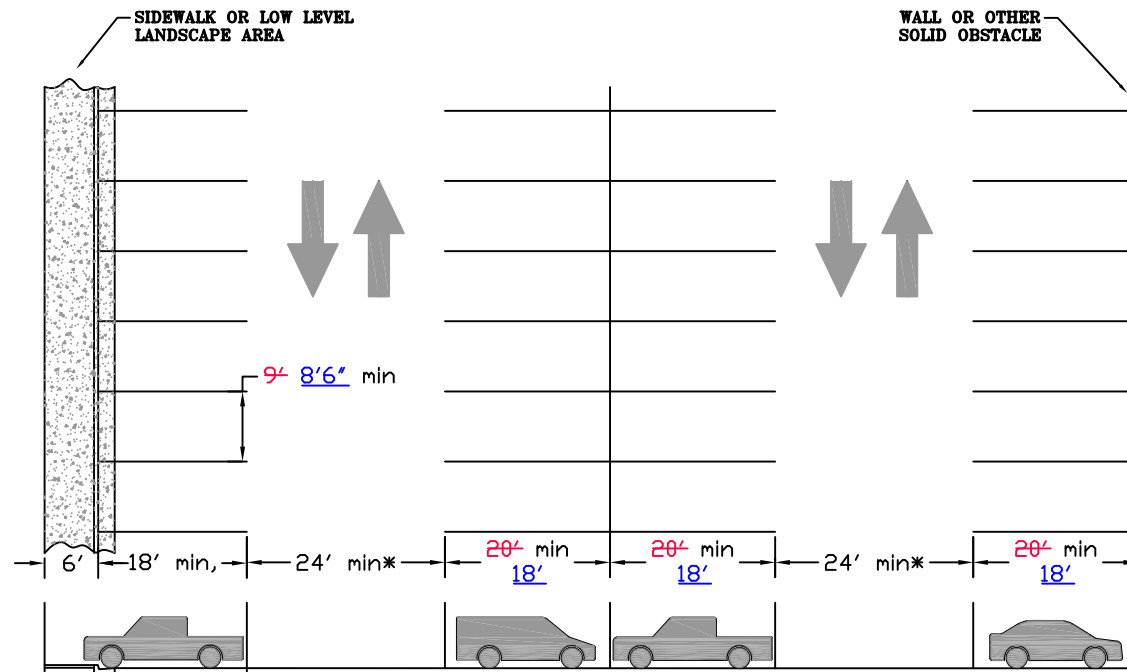 SIDEWALK OR LOW LEVEL
LANDSCAPE AREA
WALL OR OTHER
SOLID OBSTACLE
9' 8'6" min
6'
18' min,
24' min*
20' min
18'
20' min
18'
24' min*
20' min
18'